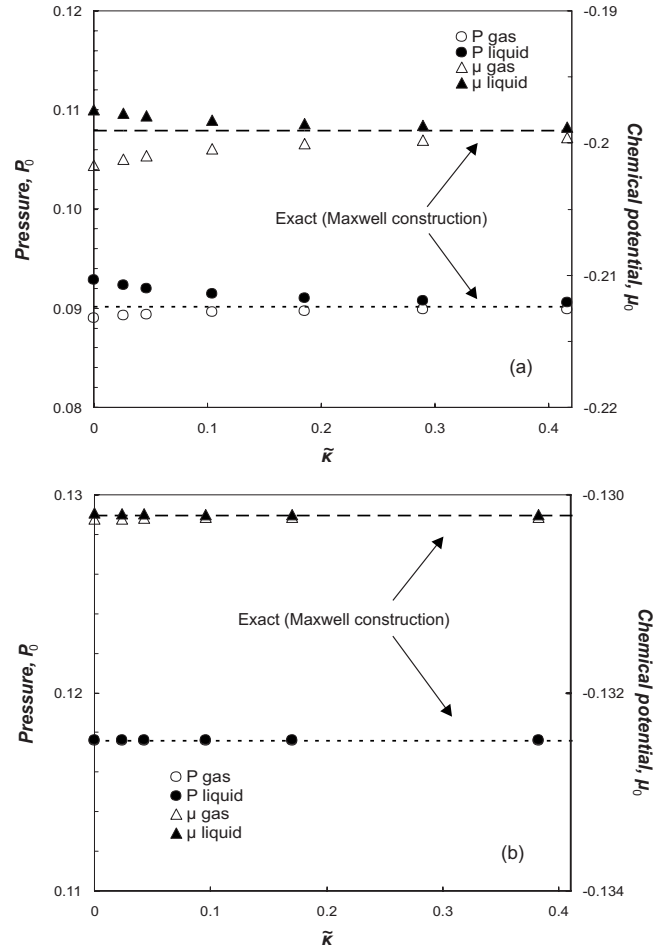 0.12
0.11
0.10
0.09
0.08
Pressure, P0
-0.19
-0.2
-0.21
-0.22
Chemical potential, μ0
P gas
P liquid
μ gas
μ liquid
Exact (Maxwell construction)
(a)
0
0.1
0.2
0.3
0.4
κ̃
0.13
0.12
0.11
Pressure, P0
-0.130
-0.132
-0.134
Chemical potential, μ0
Exact (Maxwell construction)
P gas
P liquid
μ gas
μ liquid
(b)
0
0.1
0.2
0.3
0.4
κ̃